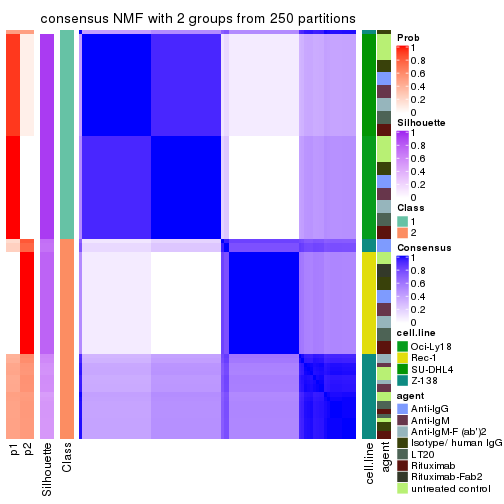 consensus NMF with 2 groups from 250 partitions
p1
p2
Silhouette
Class
cell.line
agent
Prob
1
0.8
0.6
0.4
0.2
0
Silhouette
1
0.8
0.6
0.4
0.2
0
Class
1
2
Consensus
1
0.8
0.6
0.4
0.2
0
cell.line
Oci-Ly18
Rec-1
SU-DHL4
Z-138
agent
Anti-IgG
Anti-IgM
Anti-IgM-F (ab')2
Isotype/ human IgG
LT20
Rituximab
Rituximab-Fab2
untreated control